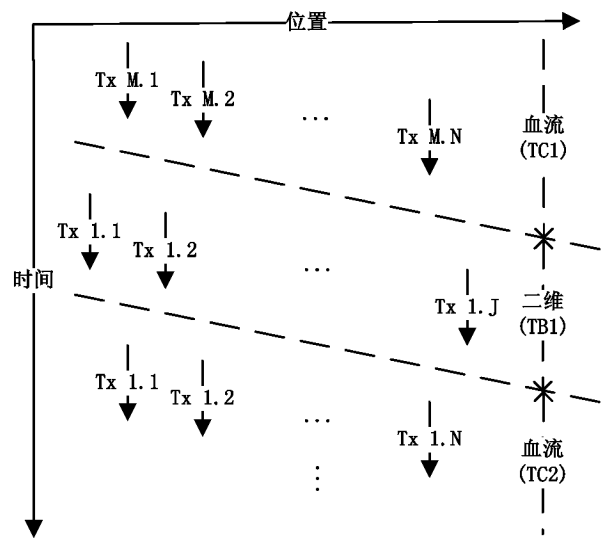 位置
Tx M.1
Tx M.2
...
Tx M.N
血流
(TC1)
Tx 1.1
Tx 1.2
...
Tx 1.J
时间
二维
(TB1)
Tx 1.1
Tx 1.2
...
Tx 1.N
血流
(TC2)